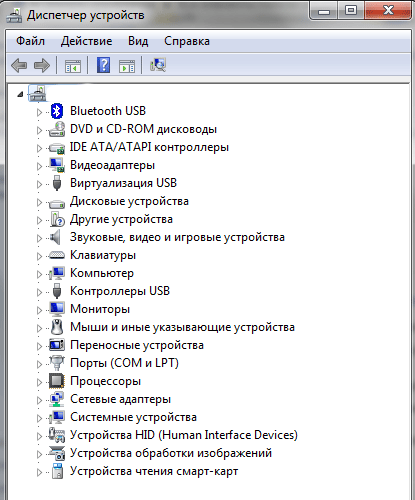 Диспетчер устройств
Файл Действие Вид Справка
Bluetooth USB
DVD и CD-ROM дисководы
IDE ATA/ATAPI контроллеры
Видеоадаптеры
Виртуализация USB
Дисковые устройства
Другие устройства
Звуковые, видео и игровые устройства
Клавиатуры
Компьютер
Контроллеры USB
Мониторы
Мыши и иные указывающие устройства
Переносные устройства
Порты (COM и LPT)
Процессоры
Сетевые адаптеры
Системные устройства
Устройства HID (Human Interface Devices)
Устройства обработки изображений
Устройства чтения смарт-карт